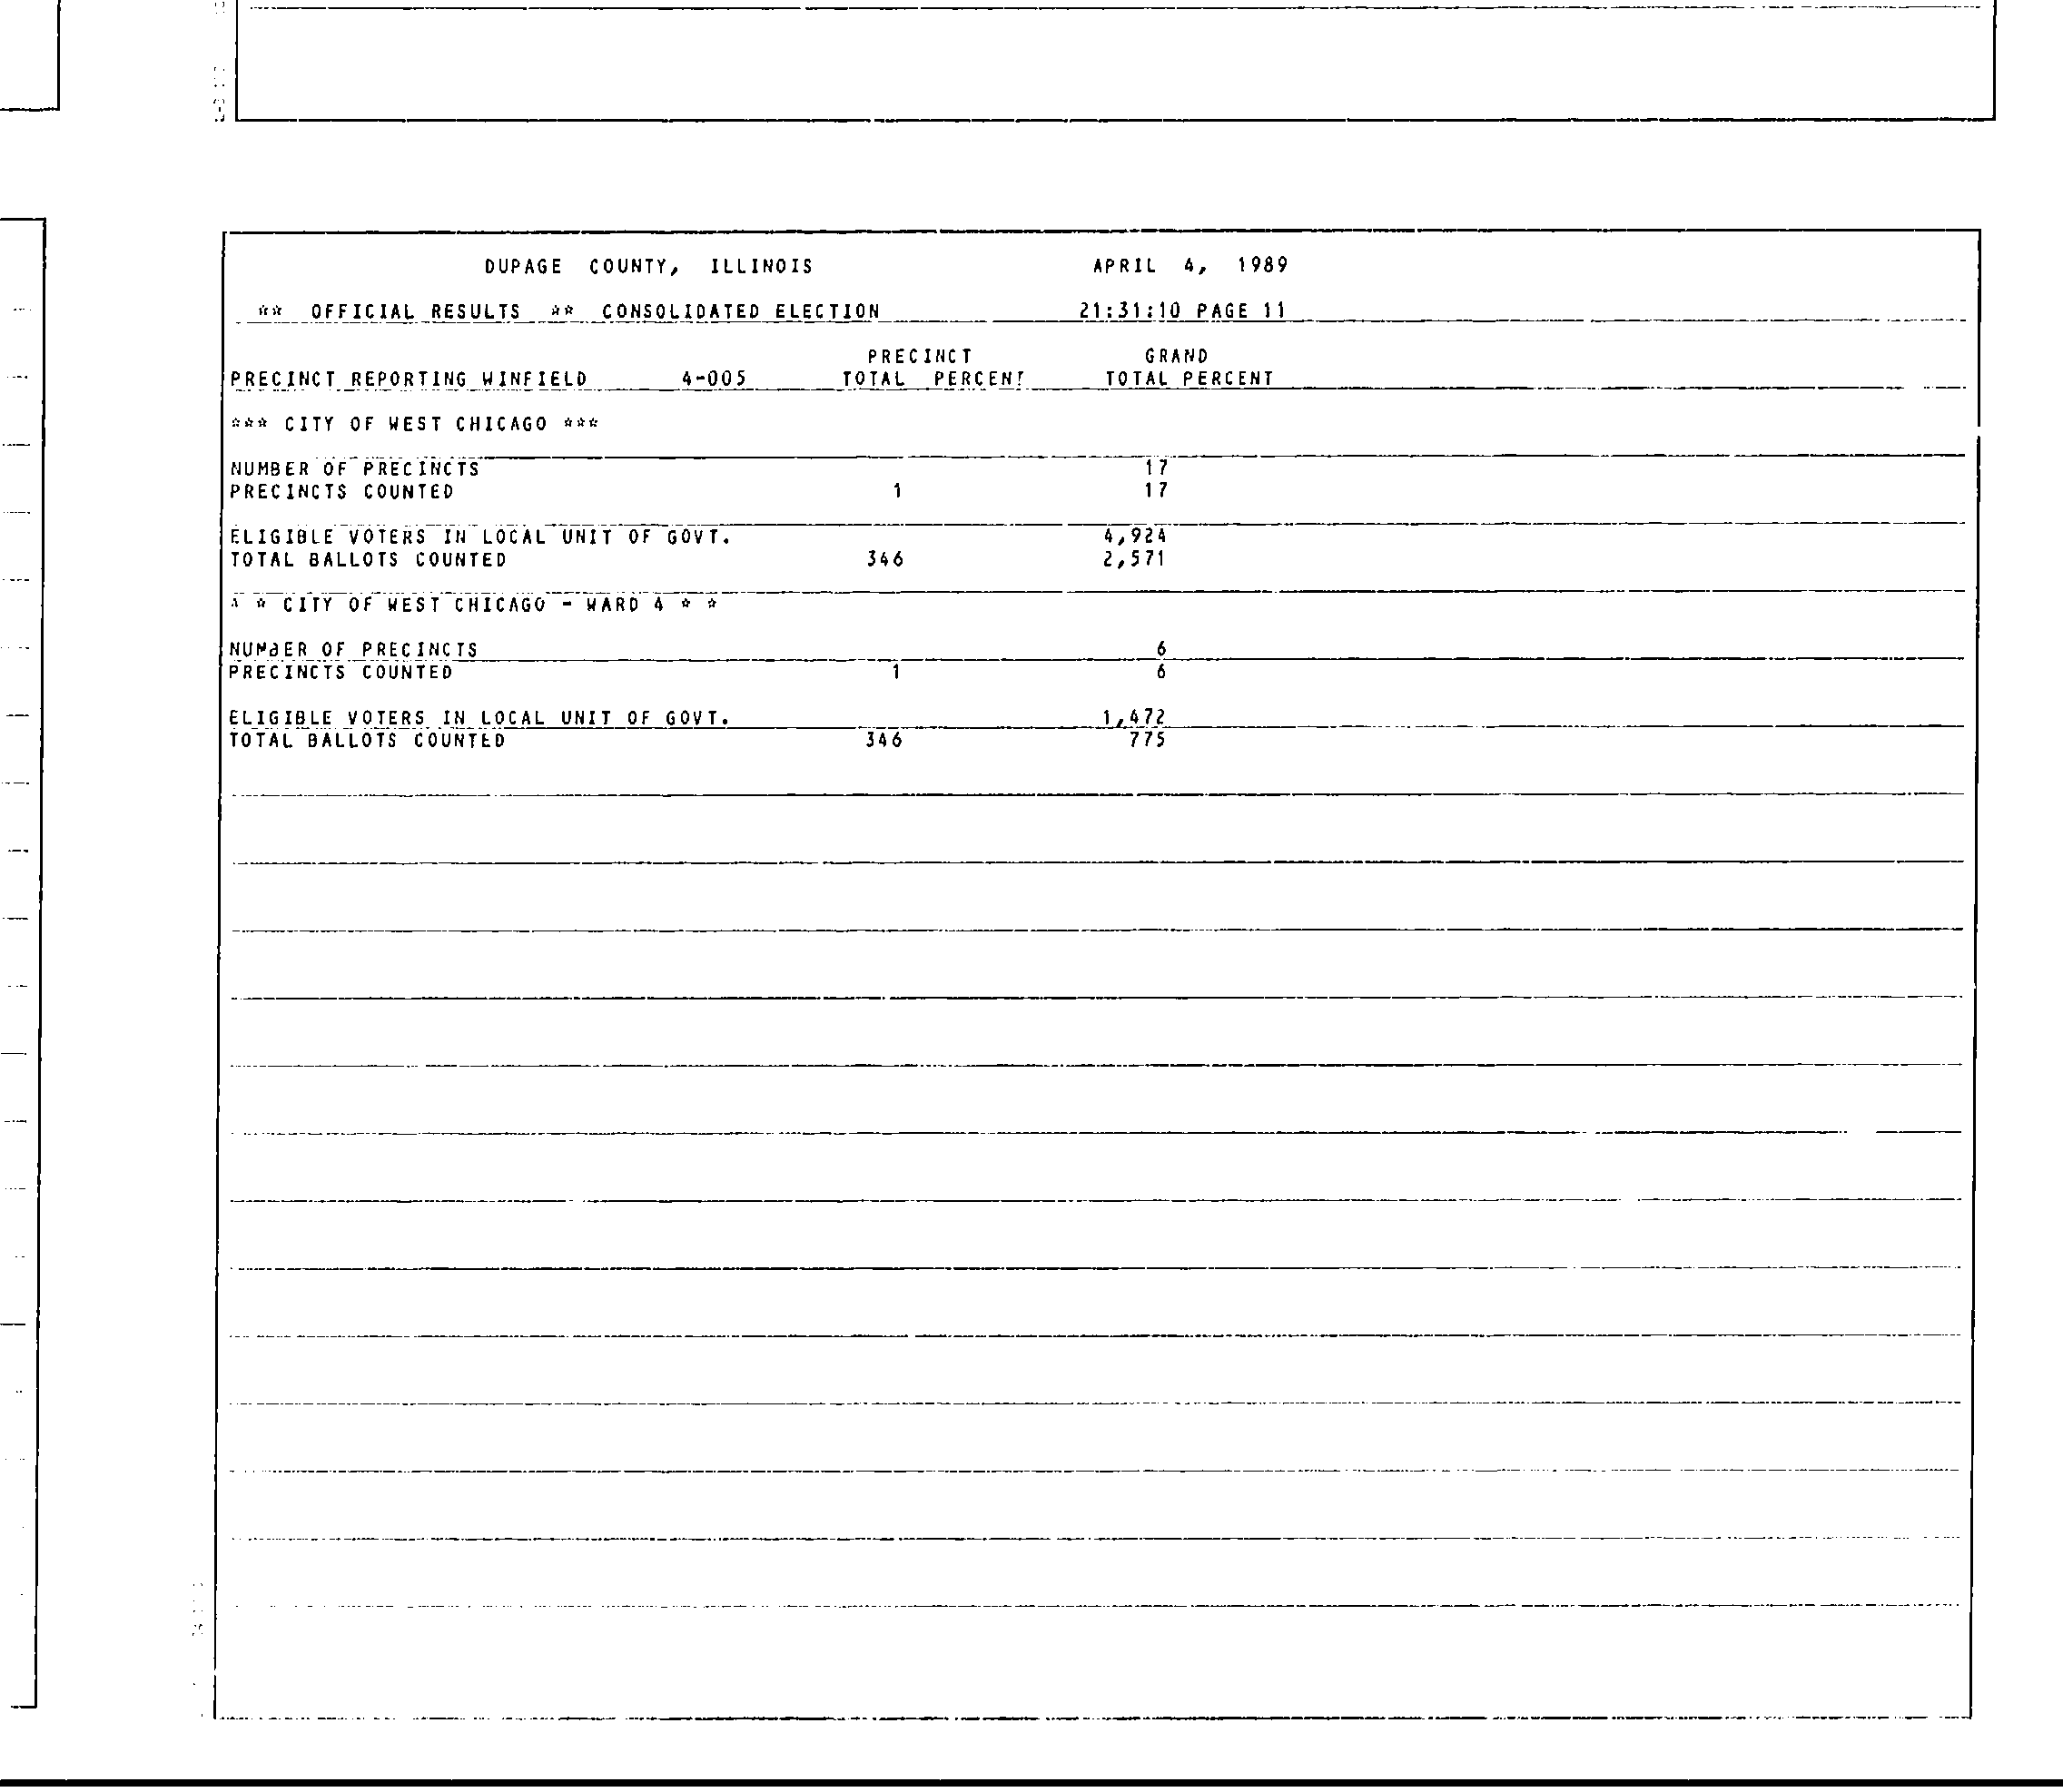 DUPAGE COUNTY, ILLINOIS APRIL 4, 1989
** OFFICIAL RESULTS ** CONSOLIDATED ELECTION 21:31:10 PAGE 11
PRECINCT GRAND
PRECINCT REPORTING WINFIELD 4-005 TOTAL PERCENT TOTAL PERCENT
*** CITY OF WEST CHICAGO ***
NUMBER OF PRECINCTS 17
PRECINCTS COUNTED 1 17
ELIGIBLE VOTERS IN LOCAL UNIT OF GOVT. 4,924
TOTAL BALLOTS COUNTED 346 2,571
* * CITY OF WEST CHICAGO - WARD 4 * *
NUMBER OF PRECINCTS 6
PRECINCTS COUNTED 1 6
ELIGIBLE VOTERS IN LOCAL UNIT OF GOVT. 1,472
TOTAL BALLOTS COUNTED 346 775